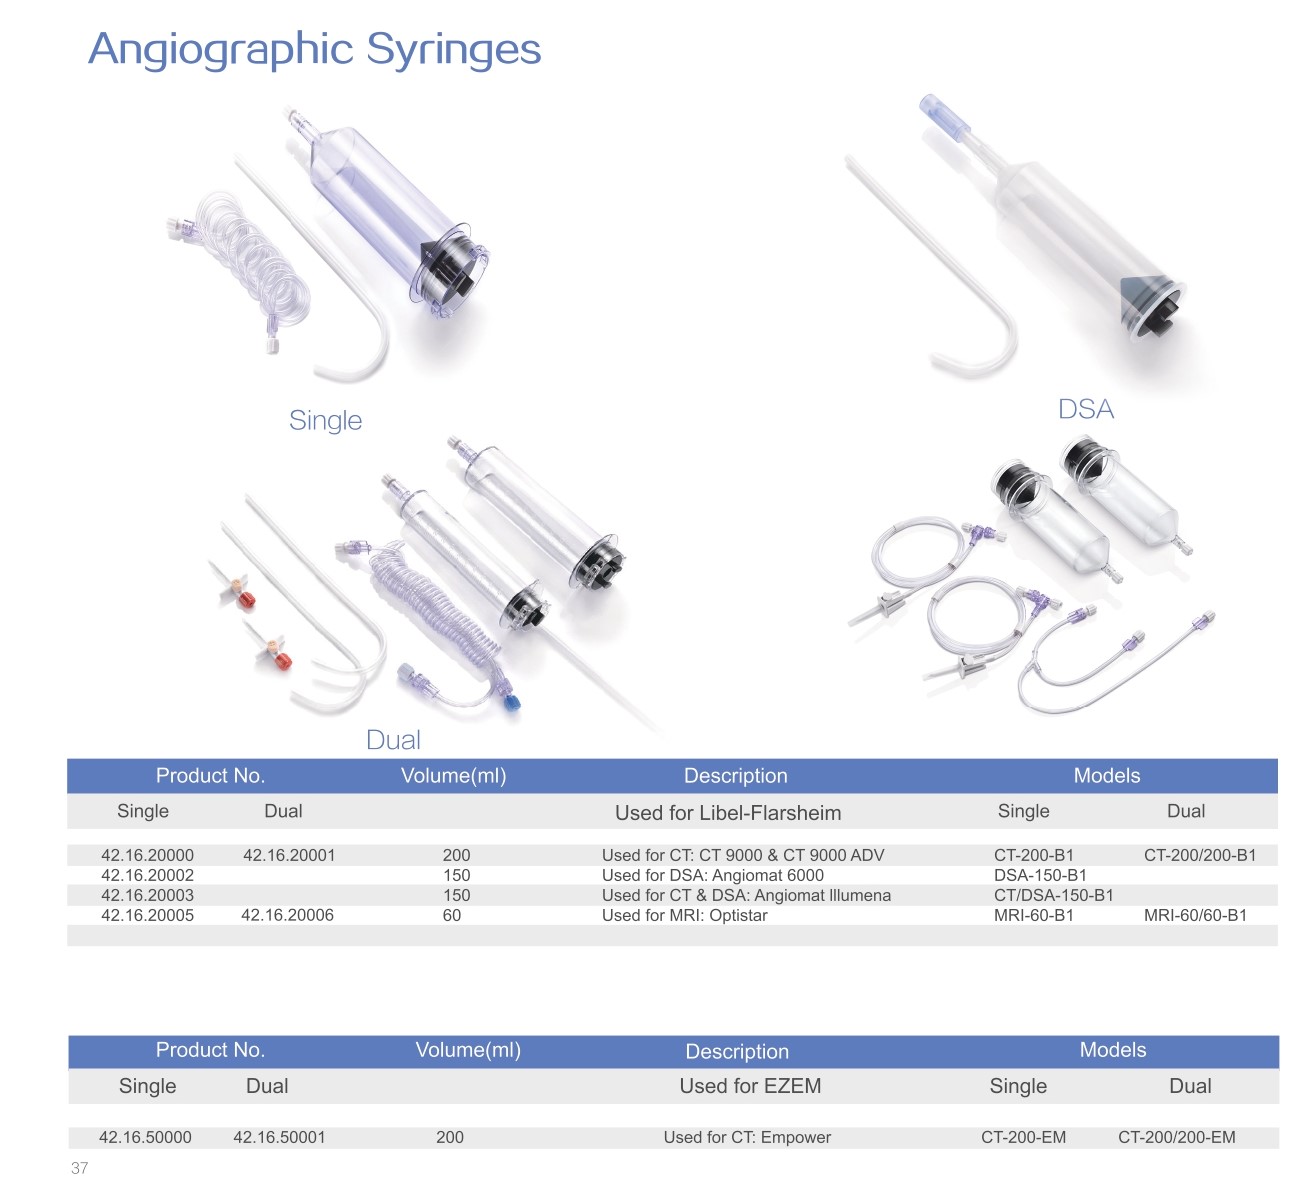 Angiographic Syringes
Single
DSA
Dual
Product No. Volume(ml) Description Models
Single Dual Used for Libel-Flarsheim Single Dual
42.16.20000 42.16.20001 200 Used for CT: CT 9000 & CT 9000 ADV CT-200-B1 CT-200/200-B1
42.16.20002 150 Used for DSA: Angiomat 6000 DSA-150-B1
42.16.20003 150 Used for CT & DSA: Angiomat Illumena CT/DSA-150-B1
42.16.20005 42.16.20006 60 Used for MRI: Optistar MRI-60-B1 MRI-60/60-B1
Product No. Volume(ml) Description Models
Single Dual Used for EZEM Single Dual
42.16.50000 42.16.50001 200 Used for CT: Empower CT-200-EM CT-200/200-EM
37